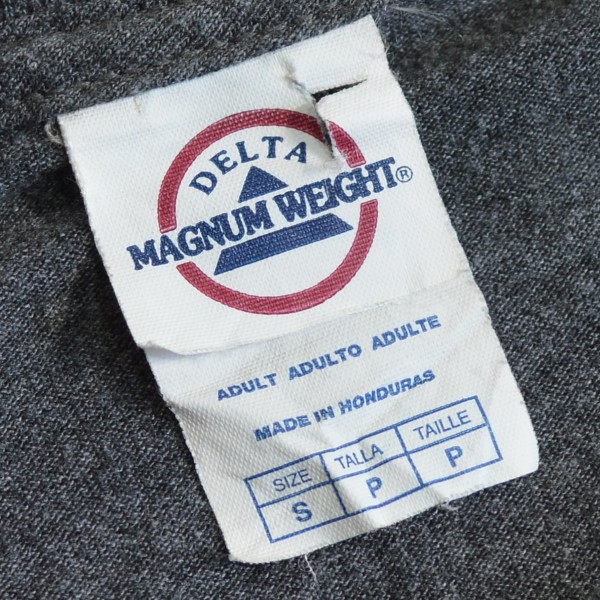 DELTA
MAGNUM WEIGHT®
ADULT ADULTO ADULTE
MADE IN HONDURAS
SIZE TALLA TAILLE
S P P